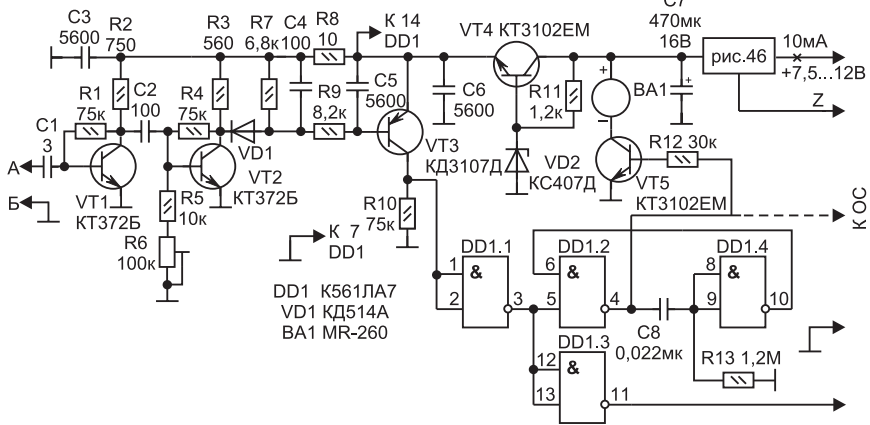 C3
5600
R2
750
R3
560
R7
6,8к
C4
100
R8
10
К 14
DD1
VT4 КТ3102ЕМ
C7
470мк
16В
рис.46
10мА
+7,5...12В
Z
R1
75к
C2
100
R4
75к
R9
8,2к
C5
5600
C6
5600
R11
1,2к
BA1
+
+
–
C1
3
А
Б
VT1
КТ372Б
VD1
VT2
КТ372Б
R5
10к
R6
100к
VT3
КД3107Д
R10
75к
VD2
КС407Д
R12 30к
VT5
КТ3102ЕМ
К ОС
К 7
DD1
DD1 К561ЛА7
VD1 КД514А
BA1 MR-260
DD1.1
&
1
2
3
DD1.2
&
6
5
4
DD1.4
&
8
9
10
C8
0,022мк
DD1.3
&
12
13
11
R13 1,2М